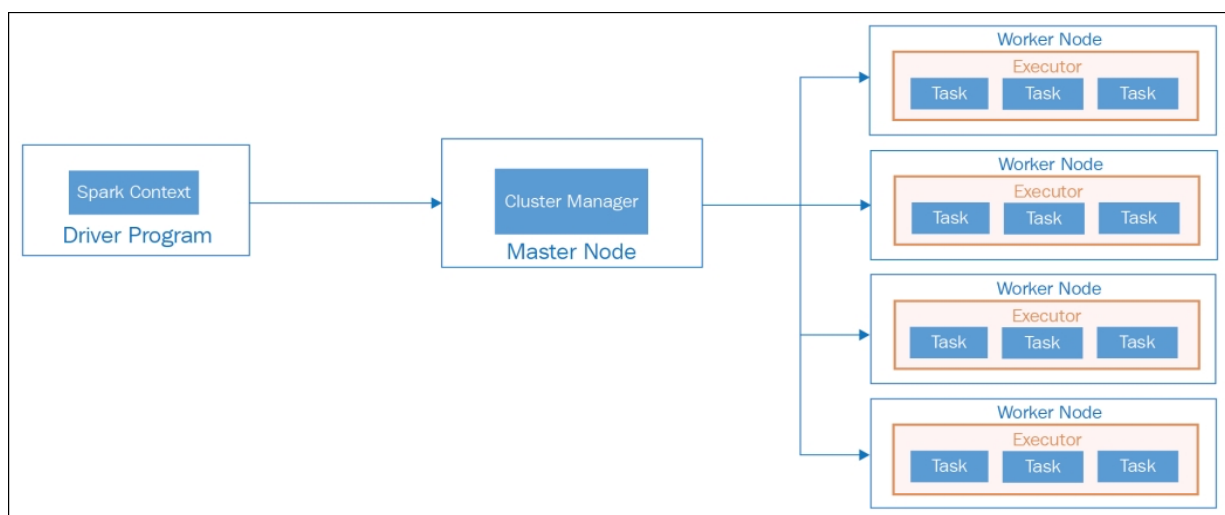 Spark Context
Driver Program
Cluster Manager
Master Node
Worker Node
Executor
Task Task Task
Worker Node
Executor
Task Task Task
Worker Node
Executor
Task Task Task
Worker Node
Executor
Task Task Task